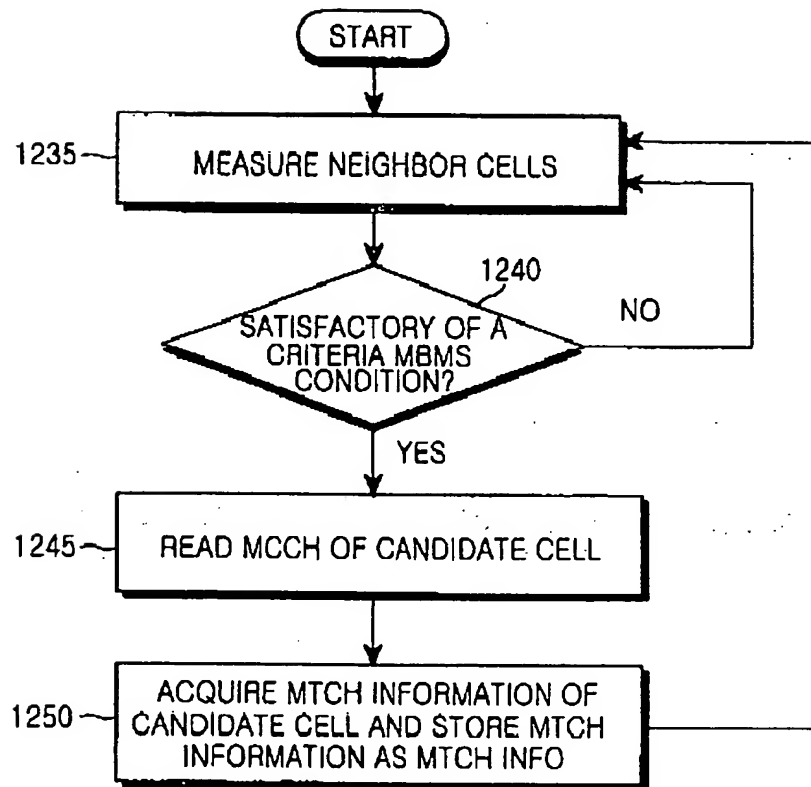 START
1235
MEASURE NEIGHBOR CELLS
1240
SATISFACTORY OF A
CRITERIA MBMS
CONDITION?
NO
YES
1245
READ MCCH OF CANDIDATE CELL
1250
ACQUIRE MTCH INFORMATION OF
CANDIDATE CELL AND STORE MTCH
INFORMATION AS MTCH INFO